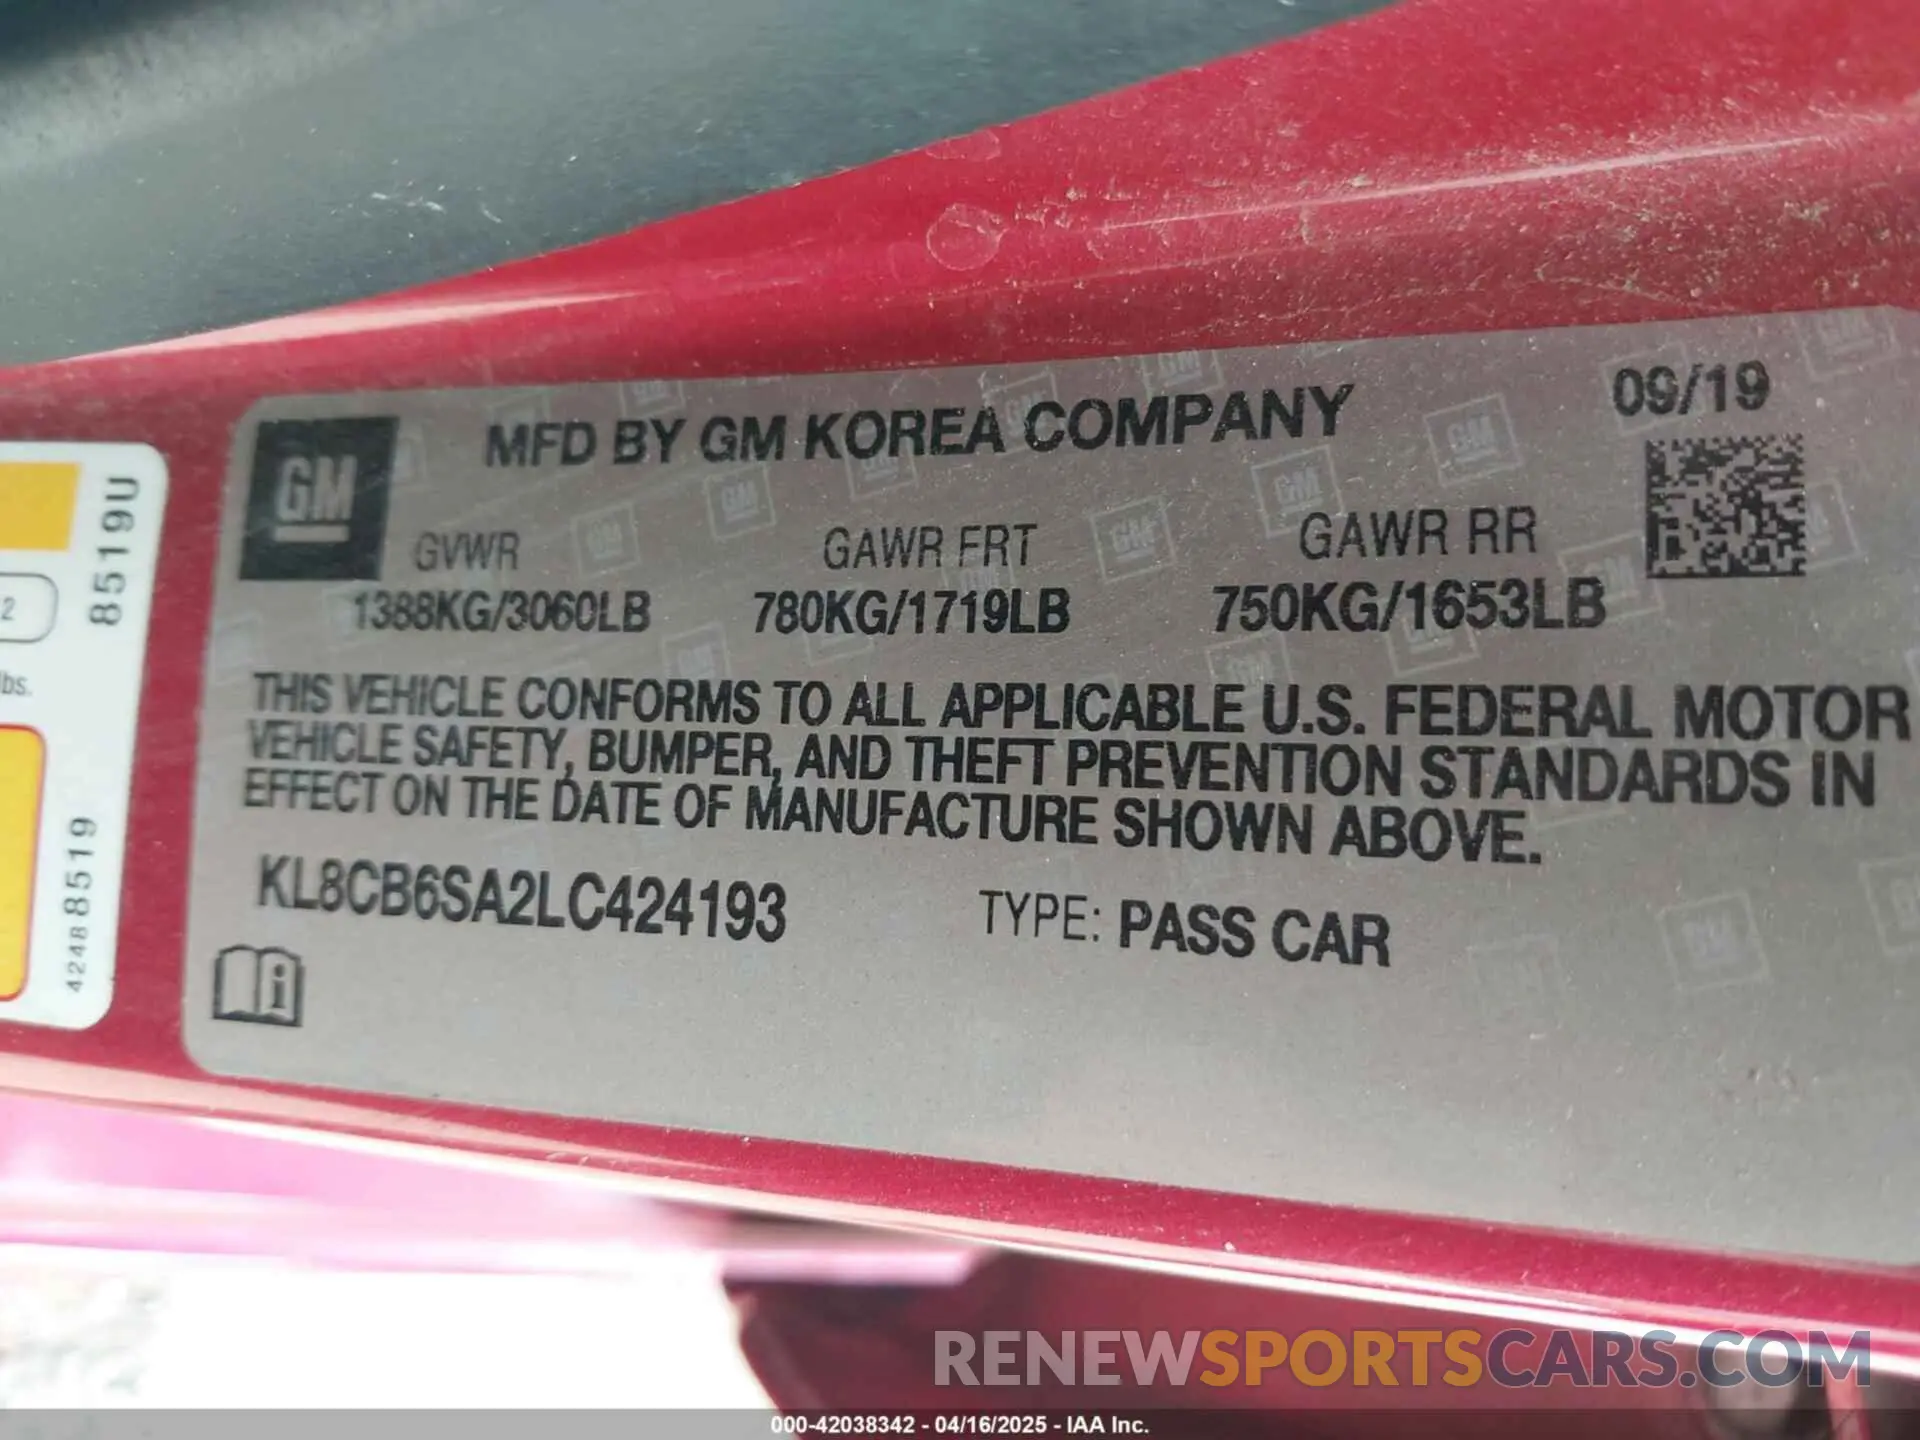 GM
MFD BY GM KOREA COMPANY
09/19
GVWR GAWR FRT GAWR RR
1388KG/3060LB 780KG/1719LB 750KG/1653LB
THIS VEHICLE CONFORMS TO ALL APPLICABLE U.S. FEDERAL MOTOR
VEHICLE SAFETY, BUMPER, AND THEFT PREVENTION STANDARDS IN
EFFECT ON THE DATE OF MANUFACTURE SHOWN ABOVE.
KL8CB6SA2LC424193 TYPE: PASS CAR
8519U
2
lbs.
42488519
RENEWSPORTSCARS.COM
000-42038342 - 04/16/2025 - IAA Inc.